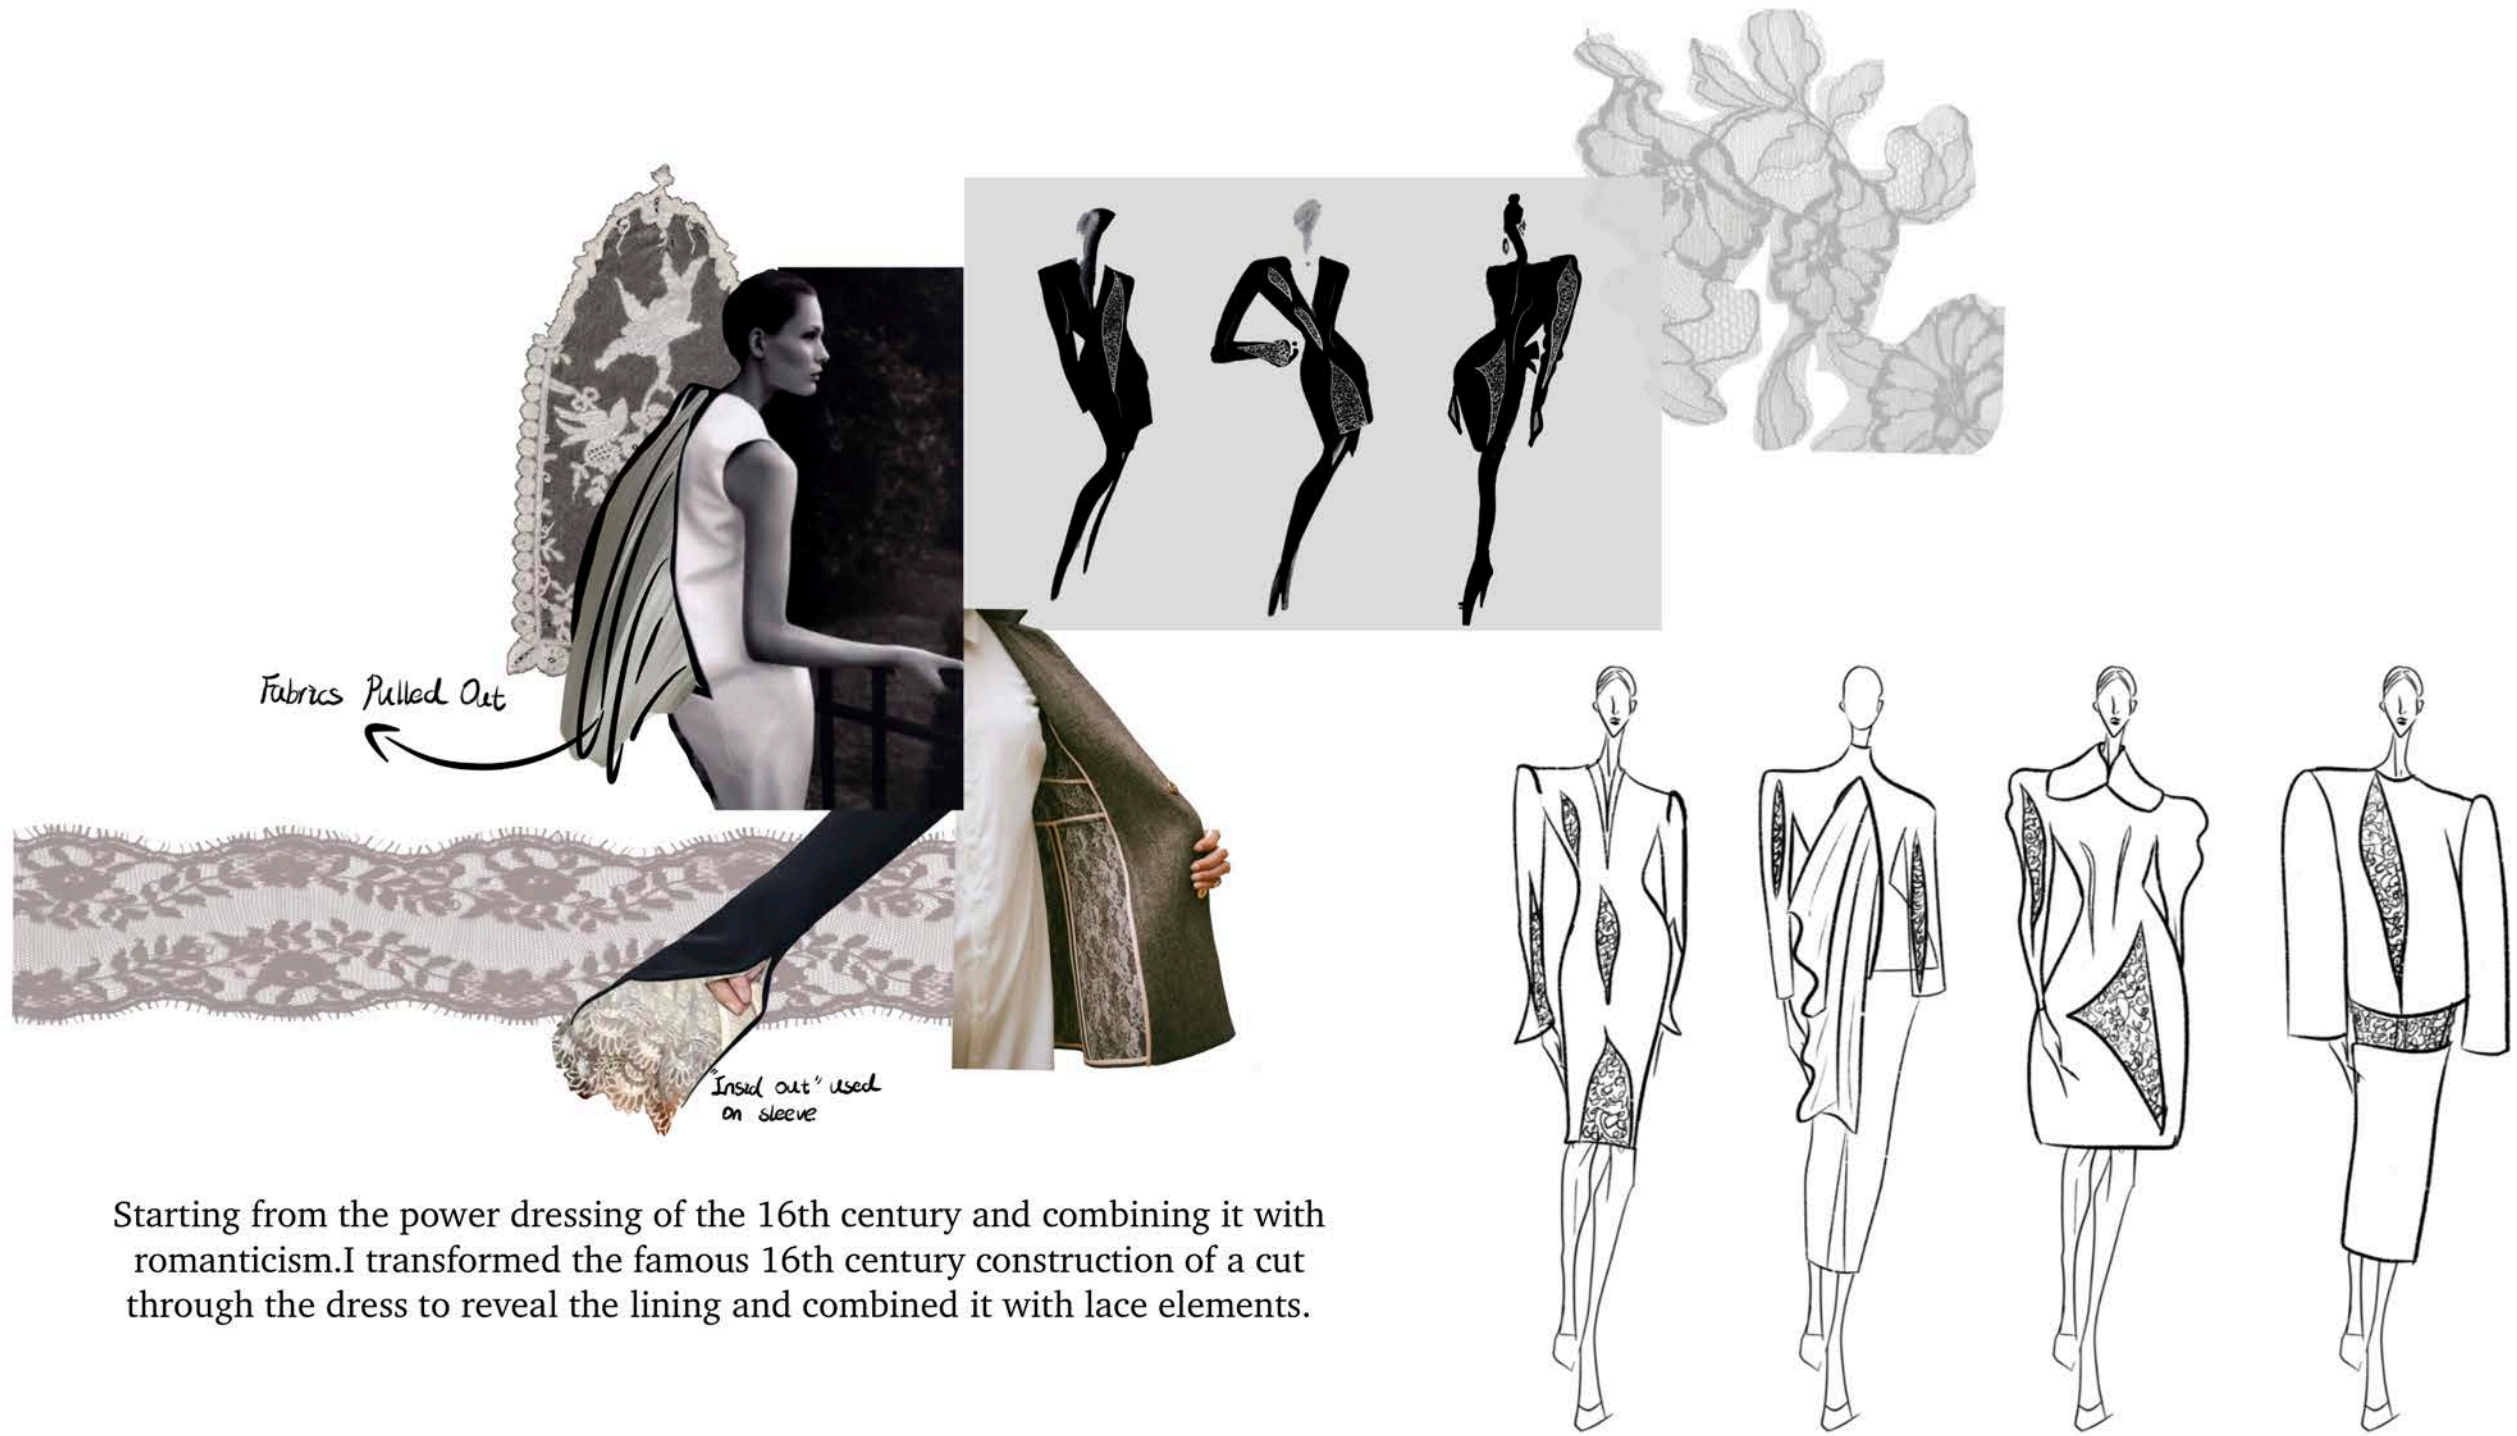 Fabrics Pulled Out
"Insid out" used
on sleeve
Starting from the power dressing of the 16th century and combining it with
romanticism.I transformed the famous 16th century construction of a cut
through the dress to reveal the lining and combined it with lace elements.